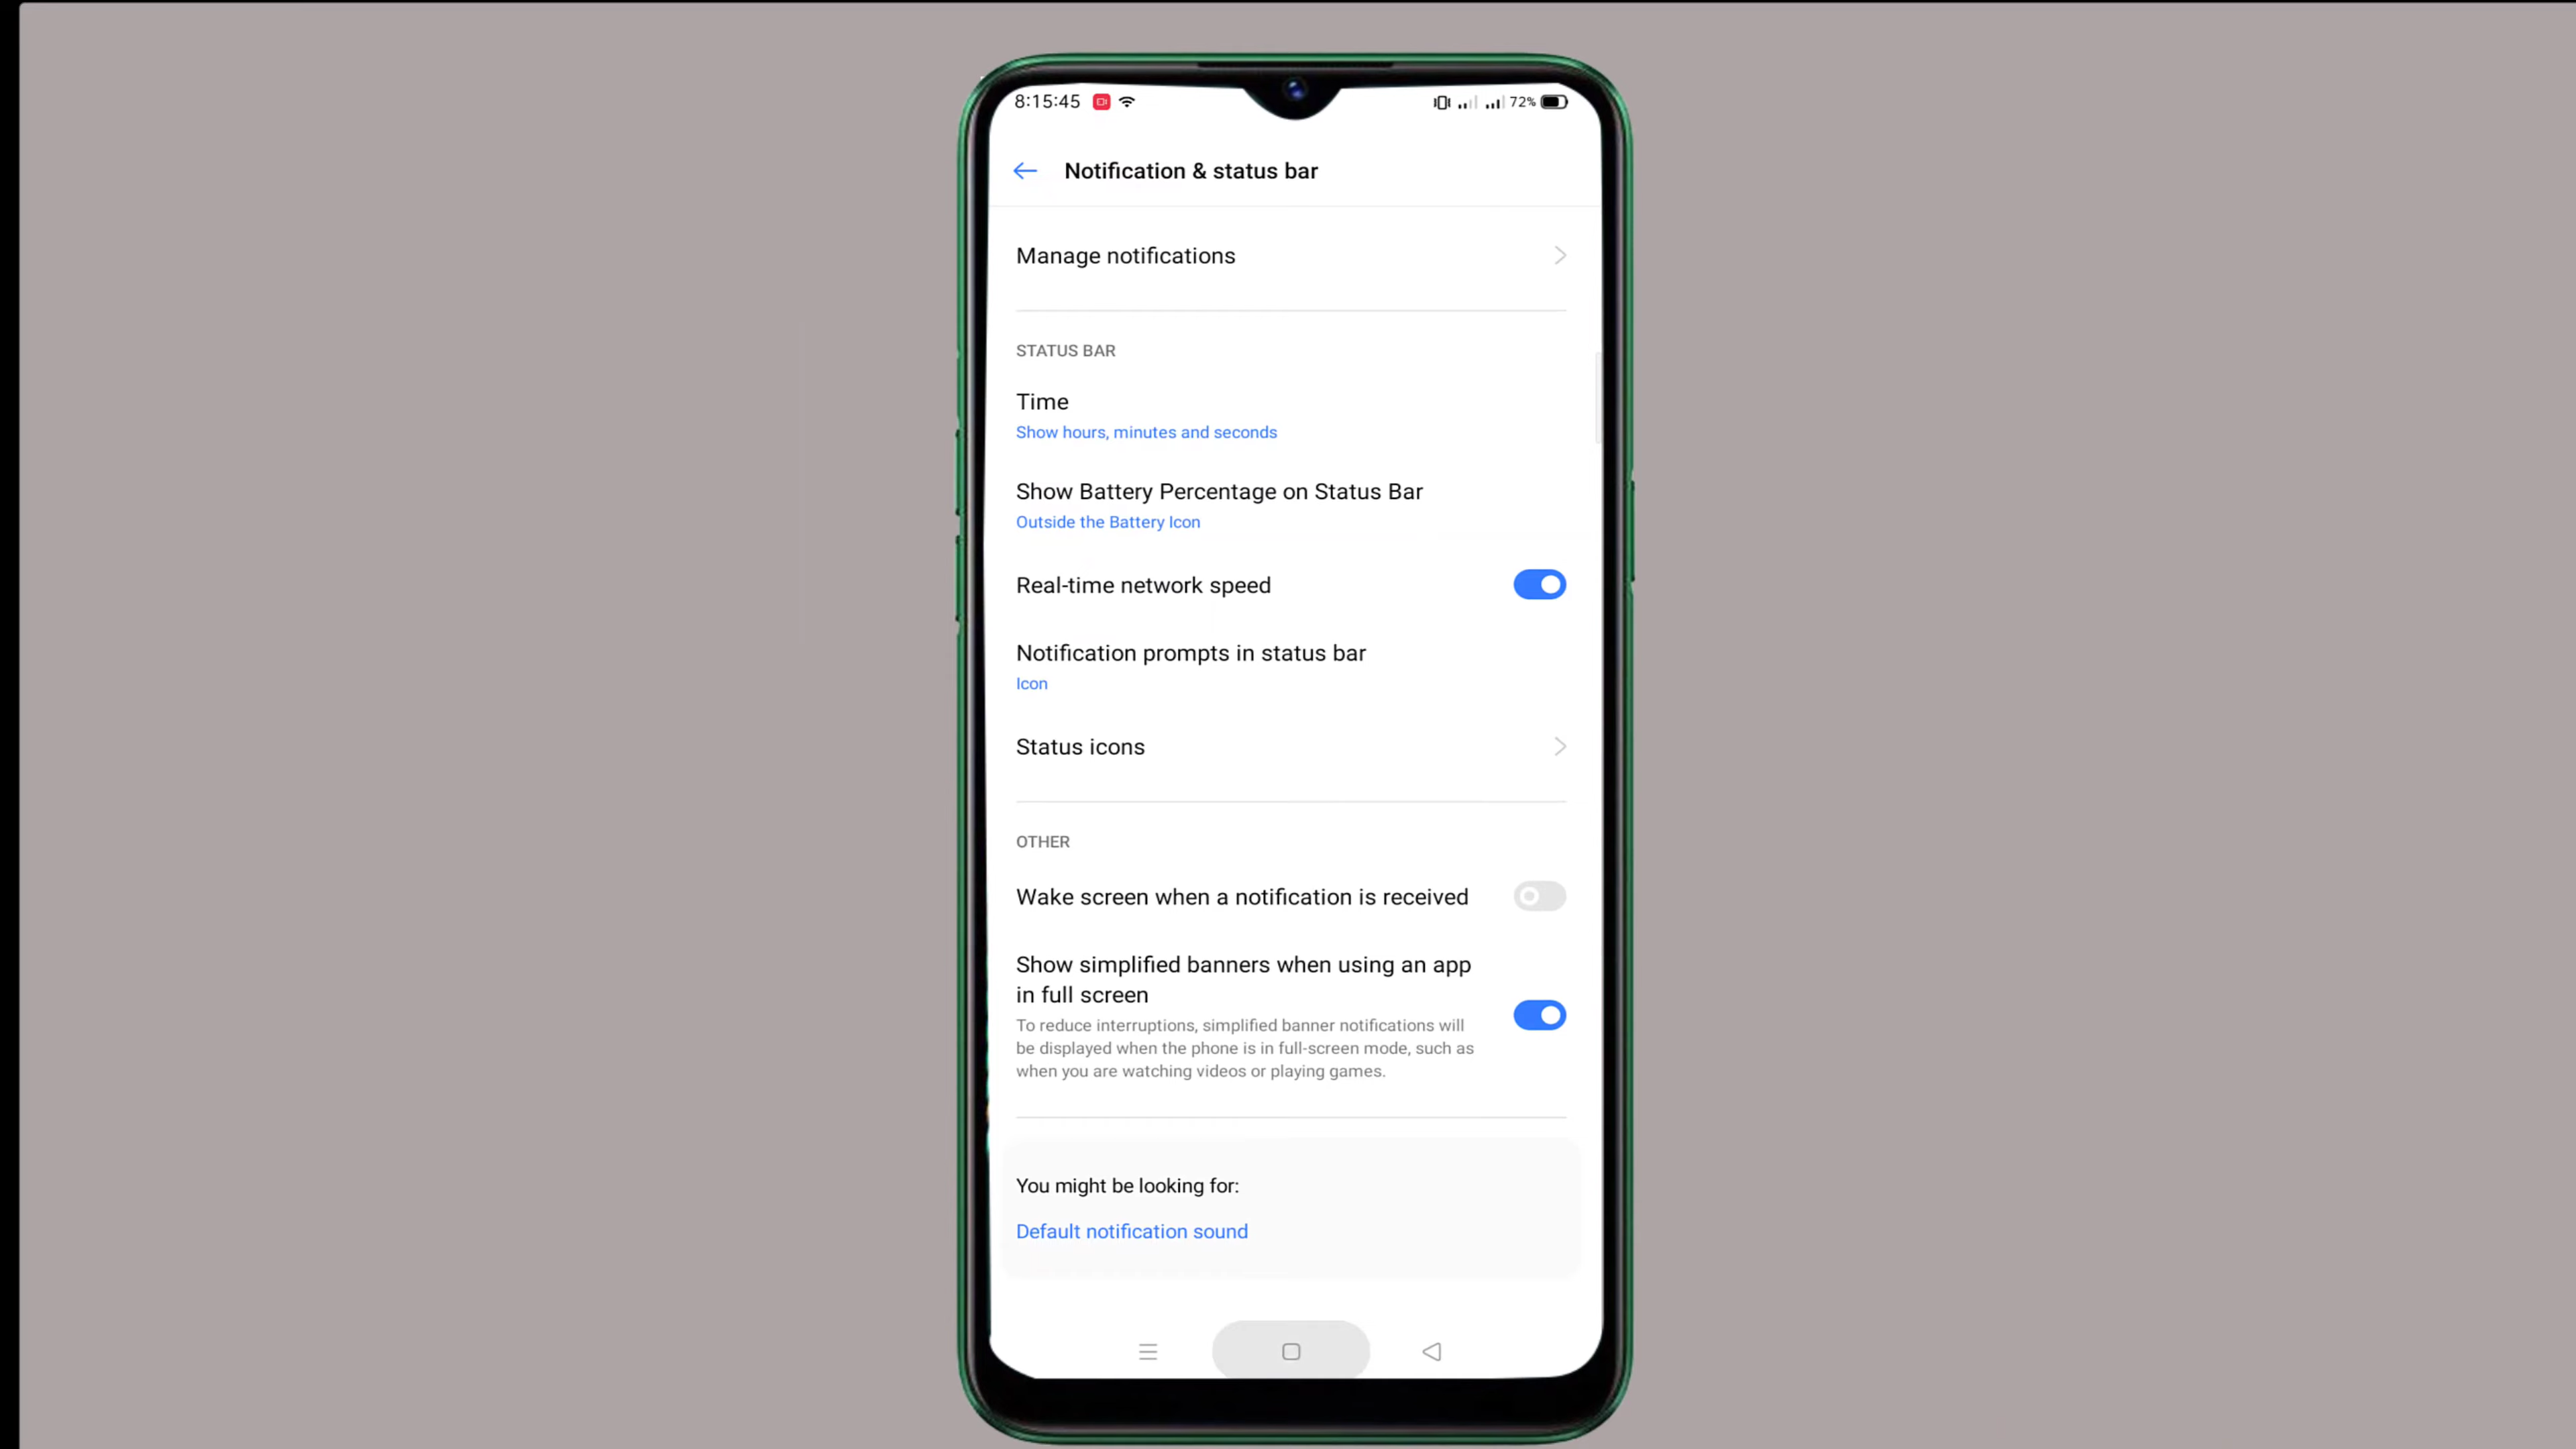 8:15:45
72%
Notification & status bar
Manage notifications
STATUS BAR
Time
Show hours, minutes and seconds
Show Battery Percentage on Status Bar
Outside the Battery Icon
Real-time network speed
Notification prompts in status bar
Icon
Status icons
OTHER
Wake screen when a notification is received
Show simplified banners when using an app
in full screen
To reduce interruptions, simplified banner notifications will
be displayed when the phone is in full-screen mode, such as
when you are watching videos or playing games.
You might be looking for:
Default notification sound